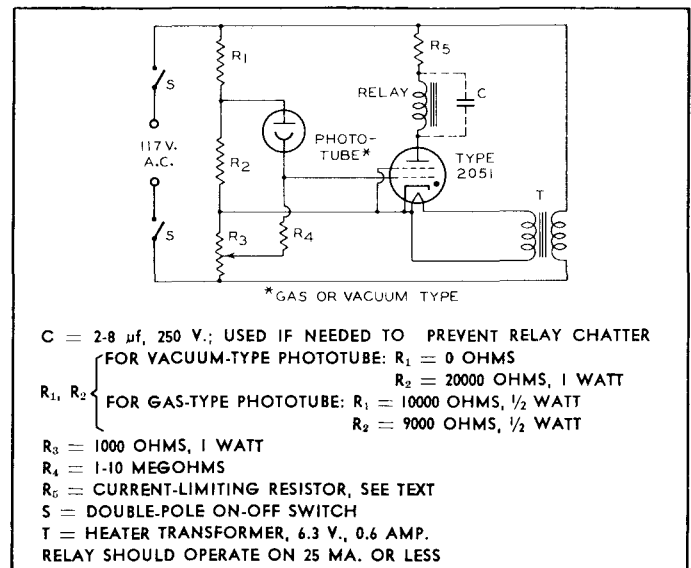 R1
R5
S
RELAY
C
117 V.
A.C.
PHOTO-
TUBE*
TYPE
2051
R2
T
R3
R4
S
*GAS OR VACUUM TYPE
C = 2-8 μf, 250 V.; USED IF NEEDED TO PREVENT RELAY CHATTER
R1, R2 { FOR VACUUM-TYPE PHOTOTUBE: R1 = 0 OHMS
R2 = 20000 OHMS, 1 WATT
FOR GAS-TYPE PHOTOTUBE: R1 = 10000 OHMS, 1/2 WATT
R2 = 9000 OHMS, 1/2 WATT
R3 = 1000 OHMS, 1 WATT
R4 = 1-10 MEGOHMS
R5 = CURRENT-LIMITING RESISTOR, SEE TEXT
S = DOUBLE-POLE ON-OFF SWITCH
T = HEATER TRANSFORMER, 6.3 V., 0.6 AMP.
RELAY SHOULD OPERATE ON 25 MA. OR LESS